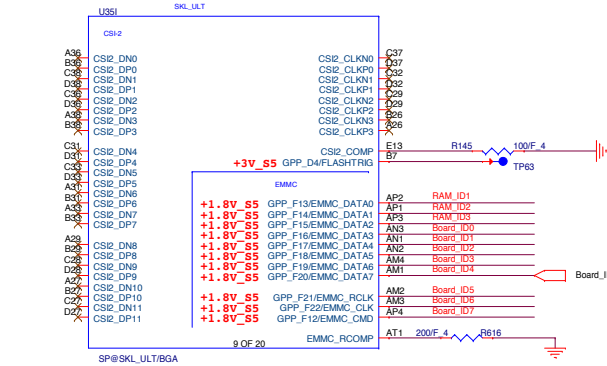 U35I
SKL_ULT
CSI-2
A36 CSI2_DN0 CSI2_CLKN0 C37
B36 CSI2_DP0 CSI2_CLKP0 D37
C38 CSI2_DN1 CSI2_CLKN1 C32
D38 CSI2_DP1 CSI2_CLKP1 D32
C36 CSI2_DN2 CSI2_CLKN2 C29
D36 CSI2_DP2 CSI2_CLKP2 D29
A38 CSI2_DN3 CSI2_CLKN3 B26
B38 CSI2_DP3 CSI2_CLKP3 A26
C31 CSI2_DN4 CSI2_COMP E13 R145 100/F_4
D31 CSI2_DP4 +3V_S5 GPP_D4/FLASHTRIG B7 TP63
C33 CSI2_DN5
D33 CSI2_DP5 EMMC
A31 CSI2_DN6
B31 CSI2_DP6 +1.8V_S5 GPP_F13/EMMC_DATA0 AP2 RAM_ID1
A33 CSI2_DN7 +1.8V_S5 GPP_F14/EMMC_DATA1 AP1 RAM_ID2
B33 CSI2_DP7 +1.8V_S5 GPP_F15/EMMC_DATA2 AP3 RAM_ID3
+1.8V_S5 GPP_F16/EMMC_DATA3 AN3 Board_ID0
A29 CSI2_DN8 +1.8V_S5 GPP_F17/EMMC_DATA4 AN1 Board_ID1
B29 CSI2_DP8 +1.8V_S5 GPP_F18/EMMC_DATA5 AN2 Board_ID2
C28 CSI2_DN9 +1.8V_S5 GPP_F19/EMMC_DATA6 AM4 Board_ID3
D28 CSI2_DP9 +1.8V_S5 GPP_F20/EMMC_DATA7 AM1 Board_ID4 Board_I
A27 CSI2_DN10
B27 CSI2_DP10 +1.8V_S5 GPP_F21/EMMC_RCLK AM2 Board_ID5
C27 CSI2_DN11 +1.8V_S5 GPP_F22/EMMC_CLK AM3 Board_ID6
D27 CSI2_DP11 +1.8V_S5 GPP_F12/EMMC_CMD AP4 Board_ID7
EMMC_RCOMP AT1 200/F_4 R616
9 OF 20
SP@SKL_ULT/BGA